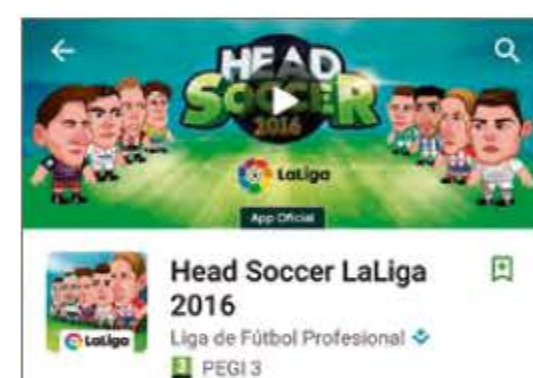 HEAD
SOCCER
2016
LaLiga
App Oficial
Head Soccer LaLiga
2016
LaLiga
Liga de Fútbol Profesional
3 PEGI 3